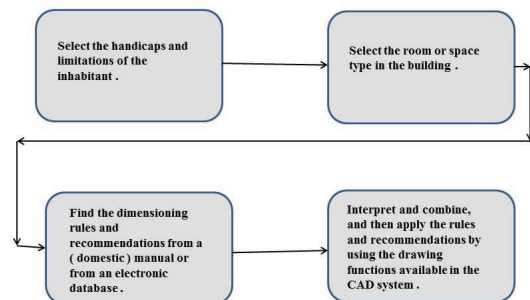 Select the handicaps and
limitations of the
inhabitant .
Select the room or space
type in the building .
Find the dimensioning
rules and
recommendations from a
( domestic ) manual or
from an electronic
database .
Interpret and combine,
and then apply the rules
and recommendations by
using the drawing
functions available in the
CAD system .